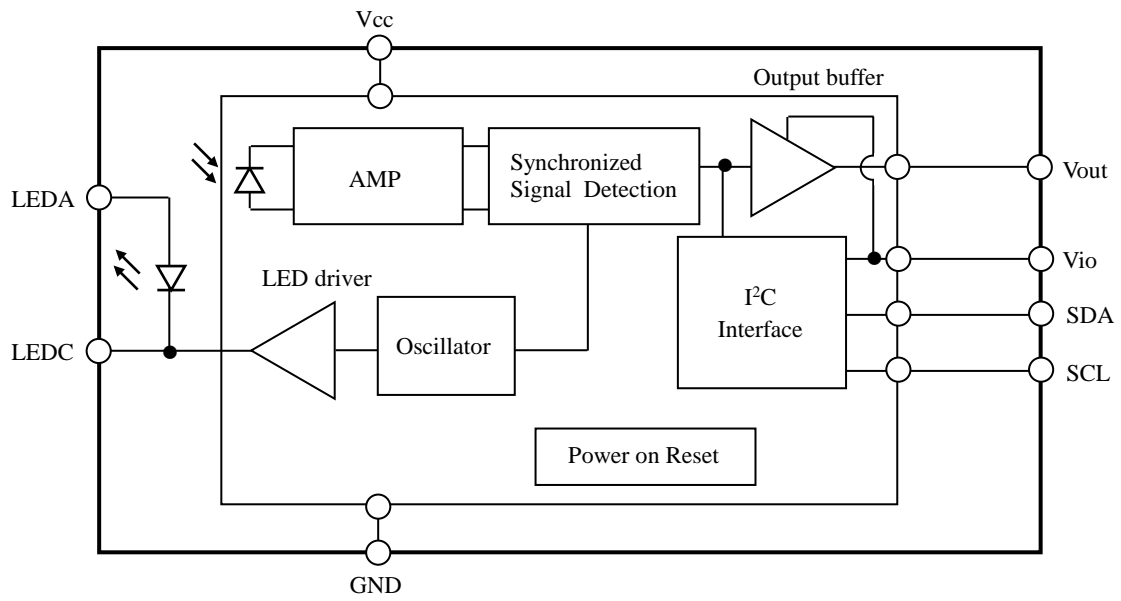 Vcc
Output buffer
AMP
Synchronized
Signal Detection
Vout
LEDA
LED driver
I²C
Interface
Vio
SDA
Oscillator
LEDC
SCL
Power on Reset
GND